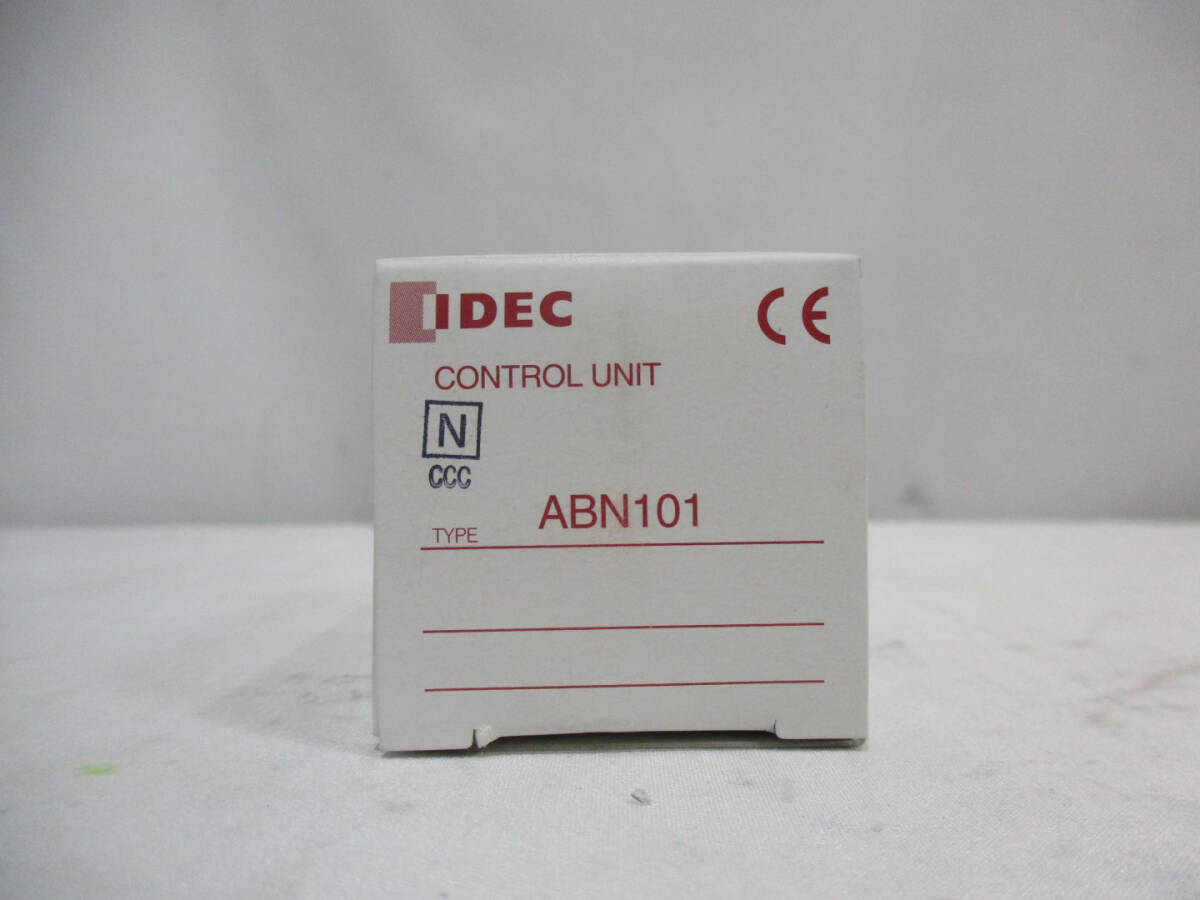 IDEC CE
CONTROL UNIT
N
CCC
TYPE ABN101